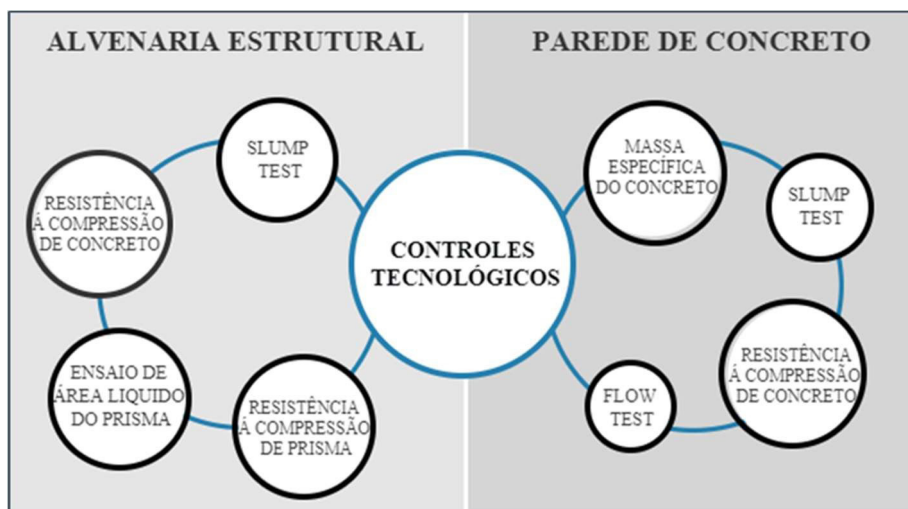 ALVENARIA ESTRUTURAL
SLUMP
TEST
RESISTÊNCIA
Á COMPRESSÃO
DE CONCRETO
ENSAIO DE
ÁREA LIQUIDO
DO PRISMA
RESISTÊNCIA
Á COMPRESSÃO
DE PRISMA
CONTROLES
TECNOLÓGICOS
PAREDE DE CONCRETO
MASSA
ESPECÍFICA
DO CONCRETO
SLUMP
TEST
RESISTÊNCIA
Á COMPRESSÃO
DE CONCRETO
FLOW
TEST